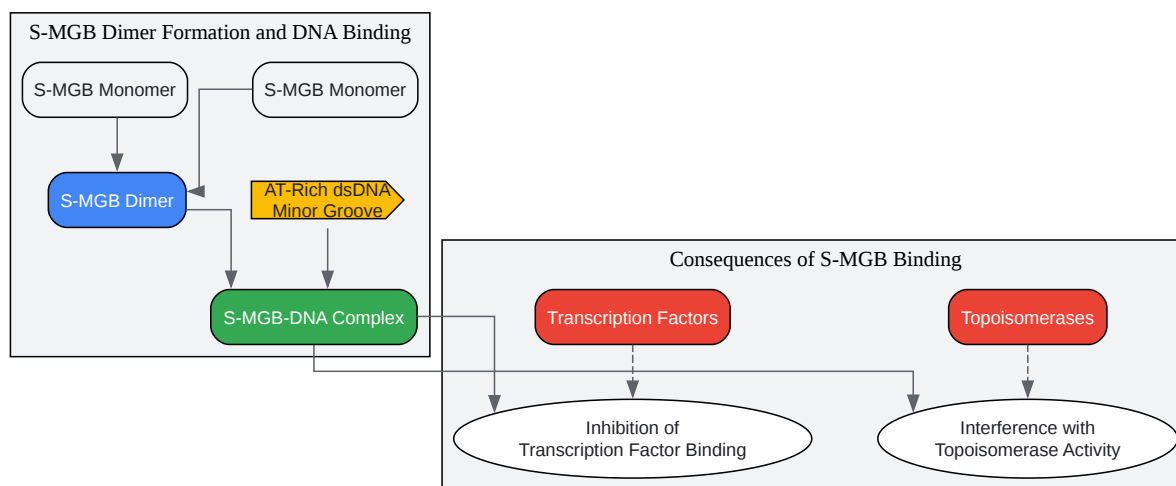 S-MGB Dimer Formation and DNA Binding
S-MGB Monomer
S-MGB Monomer
S-MGB Dimer
AT-Rich dsDNA
Minor Groove
S-MGB-DNA Complex
Consequences of S-MGB Binding
Transcription Factors
Topoisomerases
Inhibition of
Transcription Factor Binding
Interference with
Topoisomerase Activity